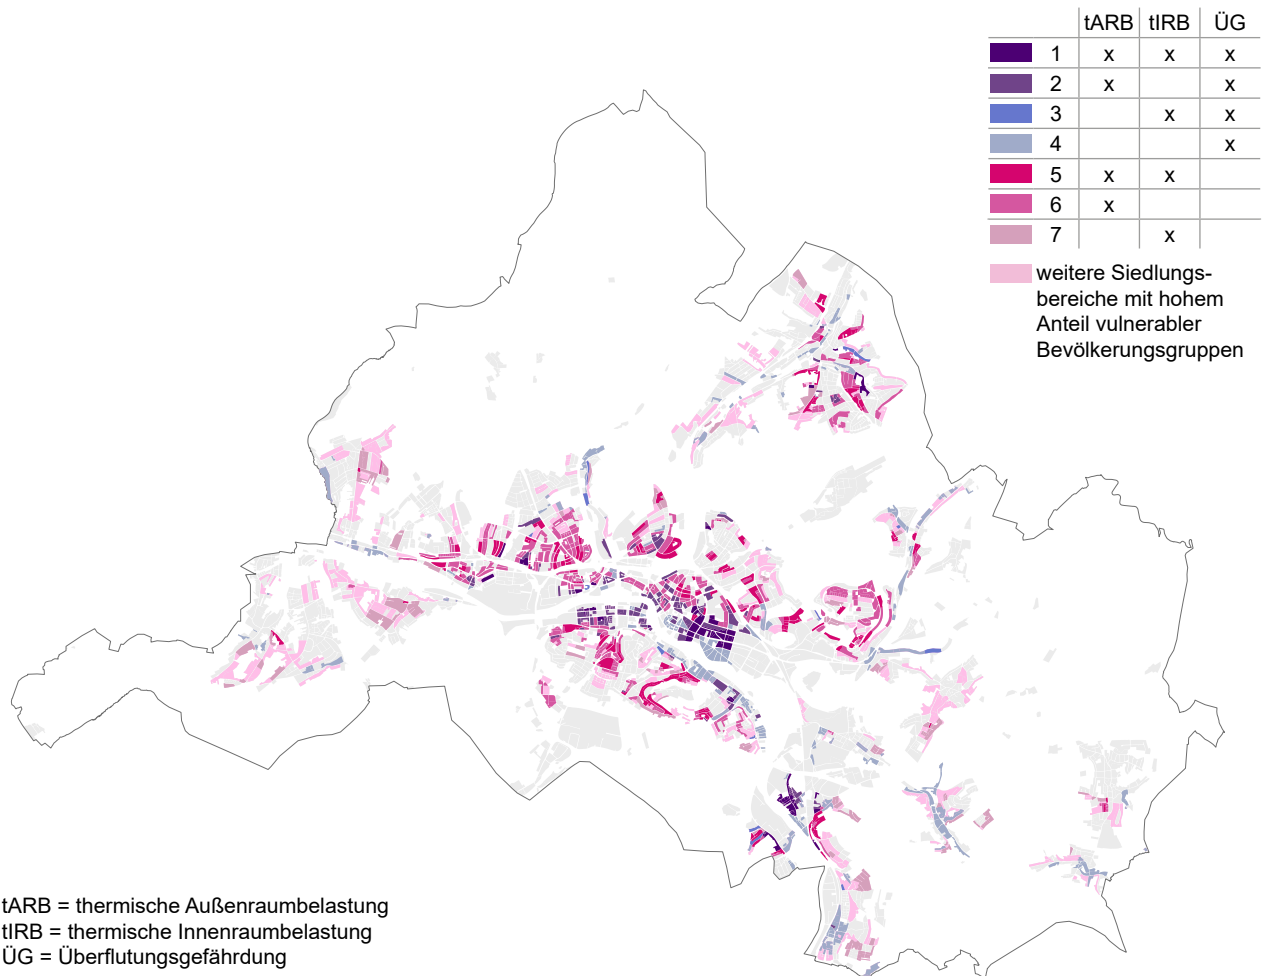 tARB tIRB ÜG
1 x x x
2 x x
3 x x
4 x
5 x x
6 x
7 x
weitere Siedlungs-
bereiche mit hohem
Anteil vulnerabler
Bevölkerungsgruppen
tARB = thermische Außenraumbelastung
tIRB = thermische Innenraumbelastung
ÜG = Überflutungsgefährdung